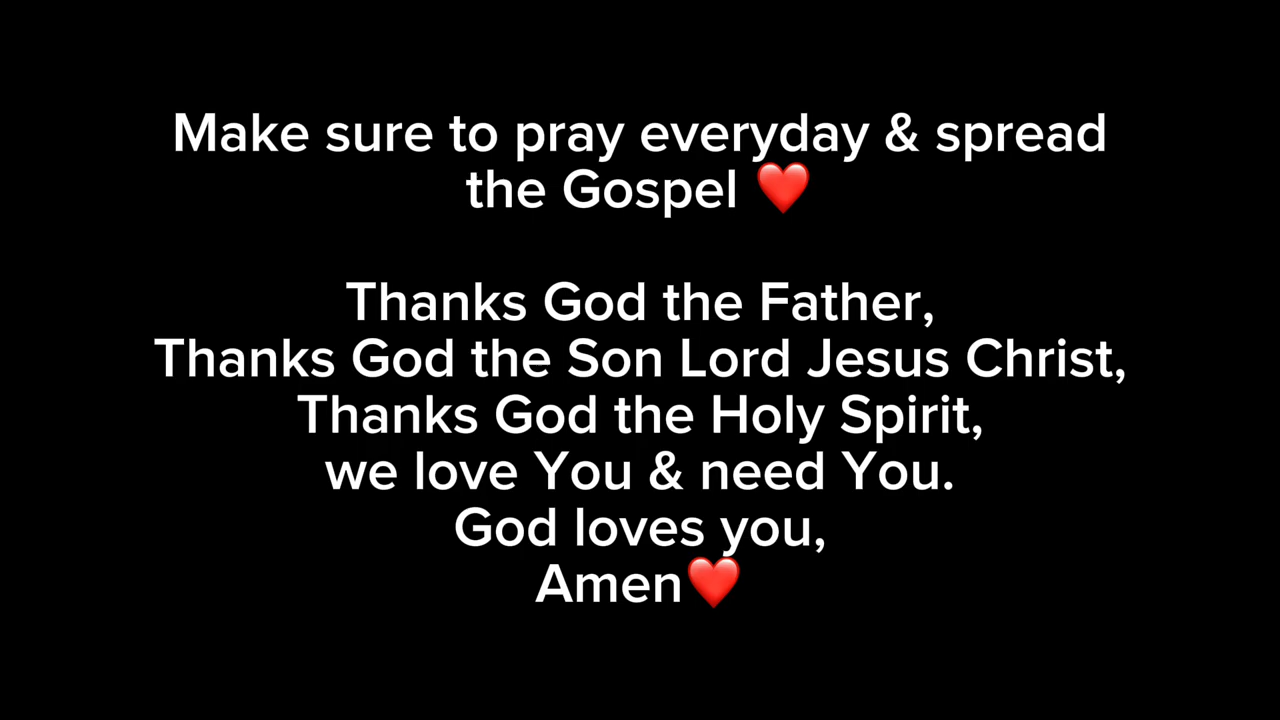 Make sure to pray everyday & spread
the Gospel ❤️
Thanks God the Father,
Thanks God the Son Lord Jesus Christ,
Thanks God the Holy Spirit,
we love You & need You.
God loves you,
Amen❤️